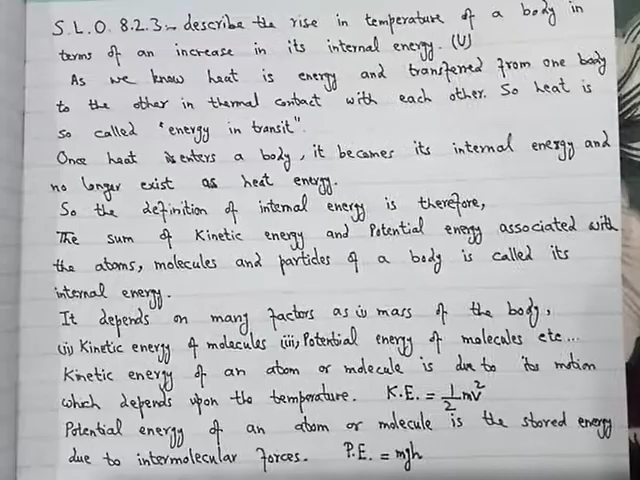 S.L.O. 8.2.3:- describe the rise in temperature of a body in
terms of an increase in its internal energy. (U)
As we know heat is energy and transferred from one body
to the other in thermal contact with each other. So heat is
so called "energy in transit".
Once heat enters a body, it becomes its internal energy and
no longer exist as heat energy.
So the definition of internal energy is therefore,
The sum of Kinetic energy and Potential energy associated with
the atoms, molecules and particles of a body is called its
internal energy.
It depends on many factors as (i) mass of the body,
(ii) Kinetic energy of molecules (iii) Potential energy of molecules etc...
Kinetic energy of an atom or molecule is due to its motion
which depends upon the temperature. K.E. = 1/2 mv²
Potential energy of an atom or molecule is the stored energy
due to intermolecular forces. P.E. = mgh